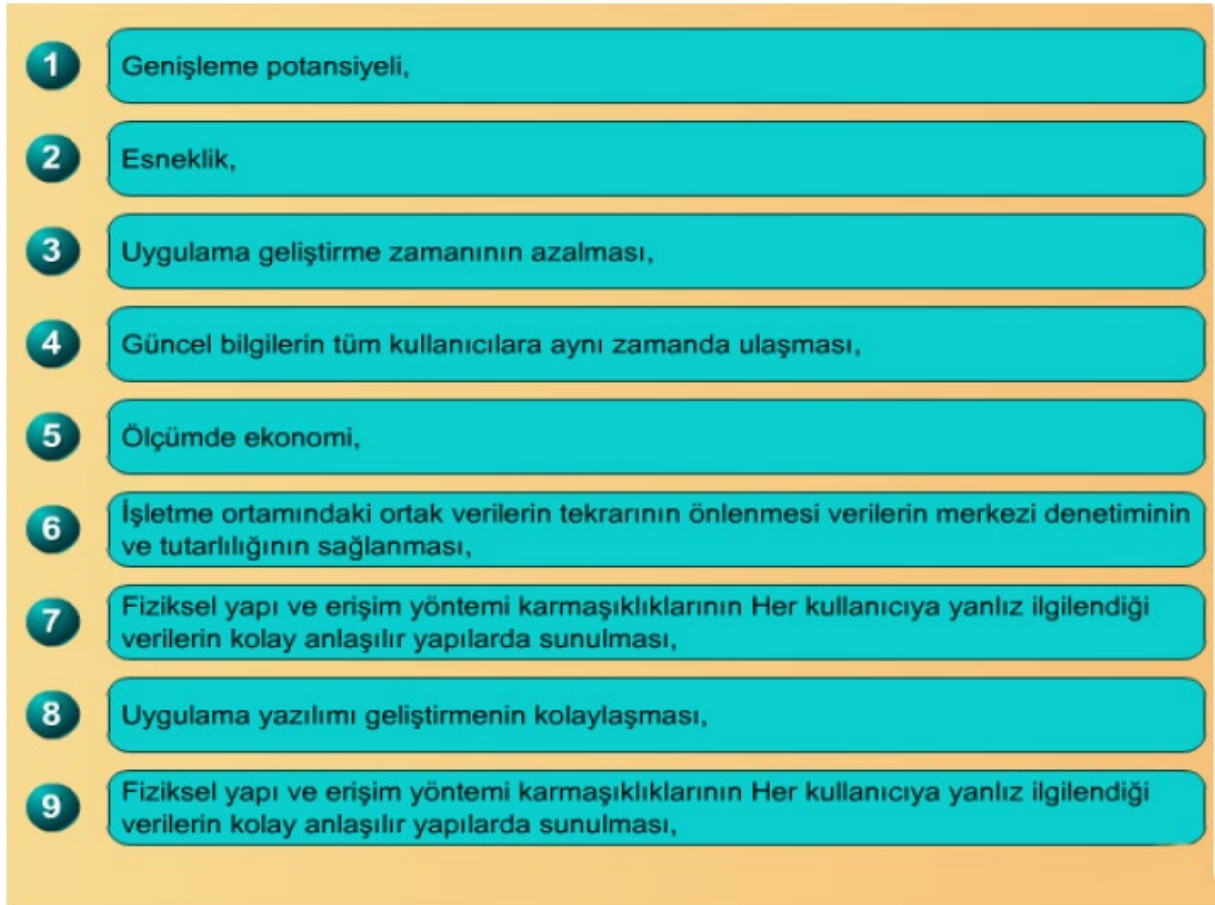 1 Genişleme potansiyeli,
2 Esneklik,
3 Uygulama geliştirme zamanının azalması,
4 Güncel bilgilerin tüm kullanıcılara aynı zamanda ulaşması,
5 Ölçümde ekonomi,
6 İşletme ortamındaki ortak verilerin tekrarının önlenmesi verilerin merkezi denetiminin
ve tutarlılığının sağlanması,
7 Fiziksel yapı ve erişim yöntemi karmaşıklıklarının Her kullanıcıya yanlız ilgilendiği
verilerin kolay anlaşılır yapılarda sunulması,
8 Uygulama yazılımı geliştirmenin kolaylaşması,
9 Fiziksel yapı ve erişim yöntemi karmaşıklıklarının Her kullanıcıya yanlız ilgilendiği
verilerin kolay anlaşılır yapılarda sunulması,